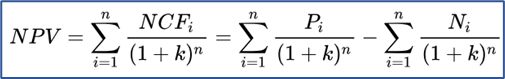 NPV = \sum_{i=1}^{n} \frac{NCF_i}{(1+k)^n} = \sum_{i=1}^{n} \frac{P_i}{(1+k)^n} - \sum_{i=1}^{n} \frac{N_i}{(1+k)^n}